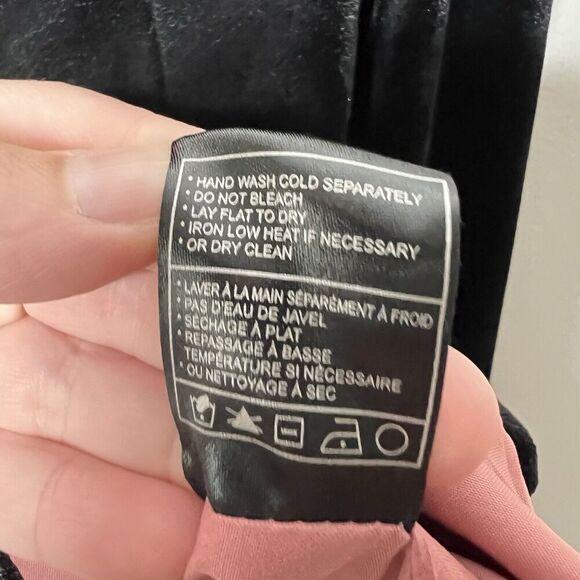 • HAND WASH COLD SEPARATELY
• DO NOT BLEACH
• LAY FLAT TO DRY
• IRON LOW HEAT IF NECESSARY
• OR DRY CLEAN
• LAVER À LA MAIN SÉPARÉMENT À FROID
• PAS D'EAU DE JAVEL
• SÉCHAGE À PLAT
• REPASSAGE À BASSE
TEMPÉRATURE SI NÉCESSAIRE
• OU NETTOYAGE À SEC